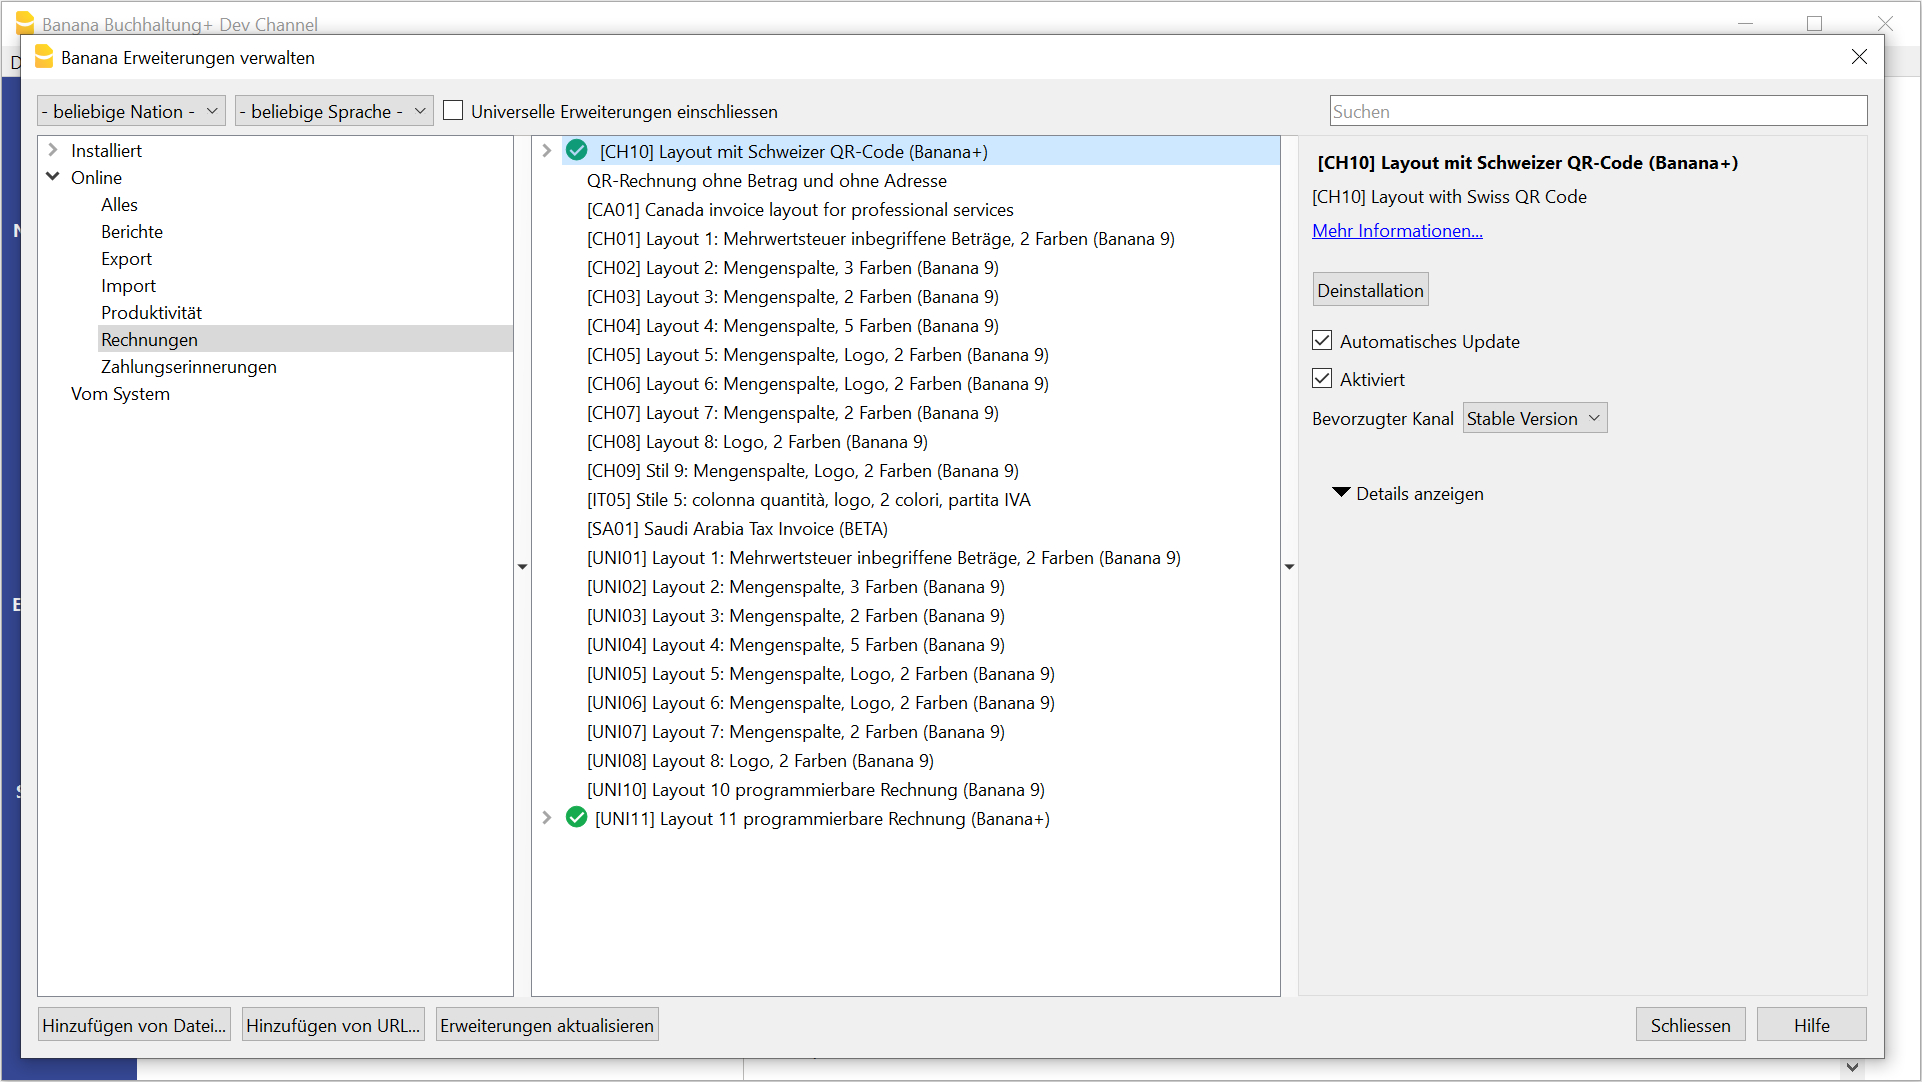 Banana Buchhaltung+ Dev Channel
Banana Erweiterungen verwalten
- beliebige Nation -
- beliebige Sprache -
Universelle Erweiterungen einschliessen
Suchen
Installiert
Online
Alles
Berichte
Export
Import
Produktivität
Rechnungen
Zahlungserinnerungen
Vom System
[CH10] Layout mit Schweizer QR-Code (Banana+)
QR-Rechnung ohne Betrag und ohne Adresse
[CA01] Canada invoice layout for professional services
[CH01] Layout 1: Mehrwertsteuer inbegriffene Beträge, 2 Farben (Banana 9)
[CH02] Layout 2: Mengenspalte, 3 Farben (Banana 9)
[CH03] Layout 3: Mengenspalte, 2 Farben (Banana 9)
[CH04] Layout 4: Mengenspalte, 5 Farben (Banana 9)
[CH05] Layout 5: Mengenspalte, Logo, 2 Farben (Banana 9)
[CH06] Layout 6: Mengenspalte, Logo, 2 Farben (Banana 9)
[CH07] Layout 7: Mengenspalte, 2 Farben (Banana 9)
[CH08] Layout 8: Logo, 2 Farben (Banana 9)
[CH09] Stil 9: Mengenspalte, Logo, 2 Farben (Banana 9)
[IT05] Stile 5: colonna quantità, logo, 2 colori, partita IVA
[SA01] Saudi Arabia Tax Invoice (BETA)
[UNI01] Layout 1: Mehrwertsteuer inbegriffene Beträge, 2 Farben (Banana 9)
[UNI02] Layout 2: Mengenspalte, 3 Farben (Banana 9)
[UNI03] Layout 3: Mengenspalte, 2 Farben (Banana 9)
[UNI04] Layout 4: Mengenspalte, 5 Farben (Banana 9)
[UNI05] Layout 5: Mengenspalte, Logo, 2 Farben (Banana 9)
[UNI06] Layout 6: Mengenspalte, Logo, 2 Farben (Banana 9)
[UNI07] Layout 7: Mengenspalte, 2 Farben (Banana 9)
[UNI08] Layout 8: Logo, 2 Farben (Banana 9)
[UNI10] Layout 10 programmierbare Rechnung (Banana 9)
[UNI11] Layout 11 programmierbare Rechnung (Banana+)
[CH10] Layout mit Schweizer QR-Code (Banana+)
[CH10] Layout with Swiss QR Code
Mehr Informationen...
Deinstallation
Automatisches Update
Aktiviert
Bevorzugter Kanal
Stable Version
Details anzeigen
Hinzufügen von Datei...
Hinzufügen von URL...
Erweiterungen aktualisieren
Schliessen
Hilfe